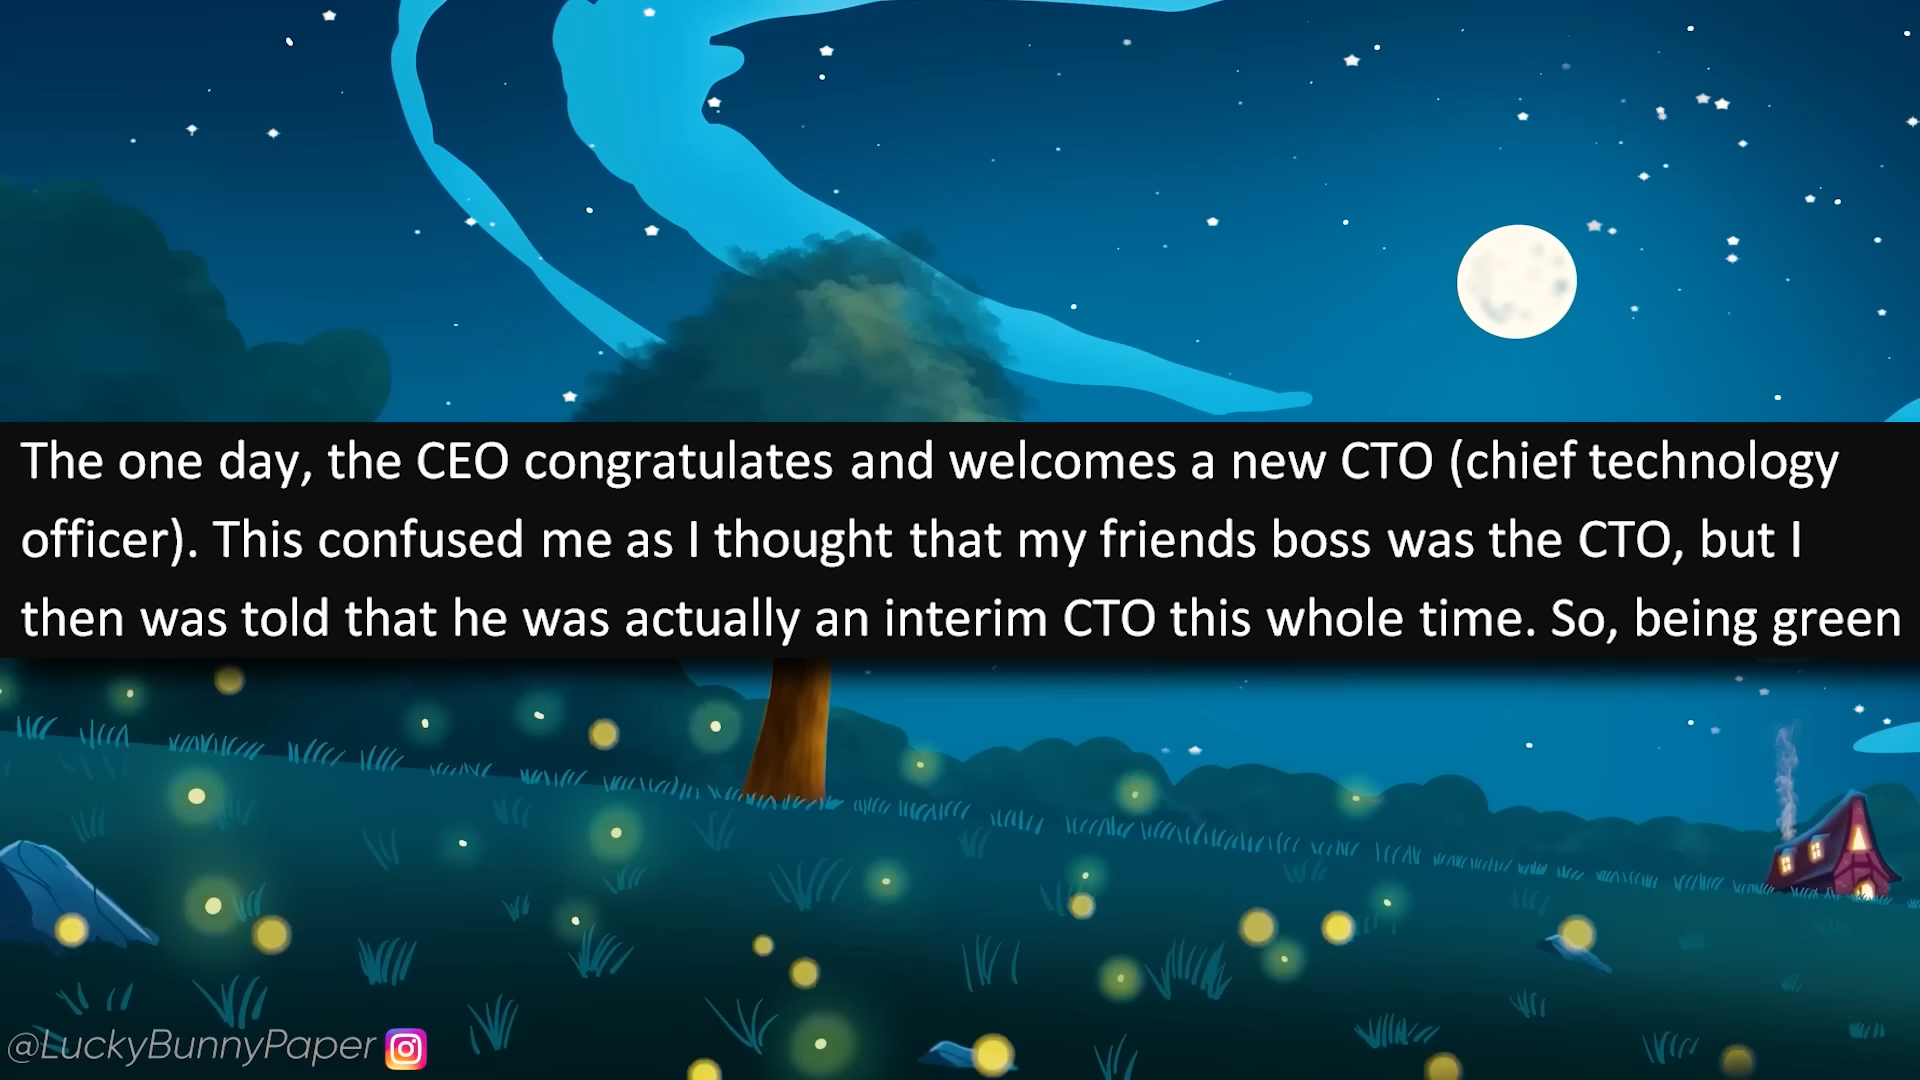 The one day, the CEO congratulates and welcomes a new CTO (chief technology
officer). This confused me as I thought that my friends boss was the CTO, but I
then was told that he was actually an interim CTO this whole time. So, being green
@LuckyBunnyPaper